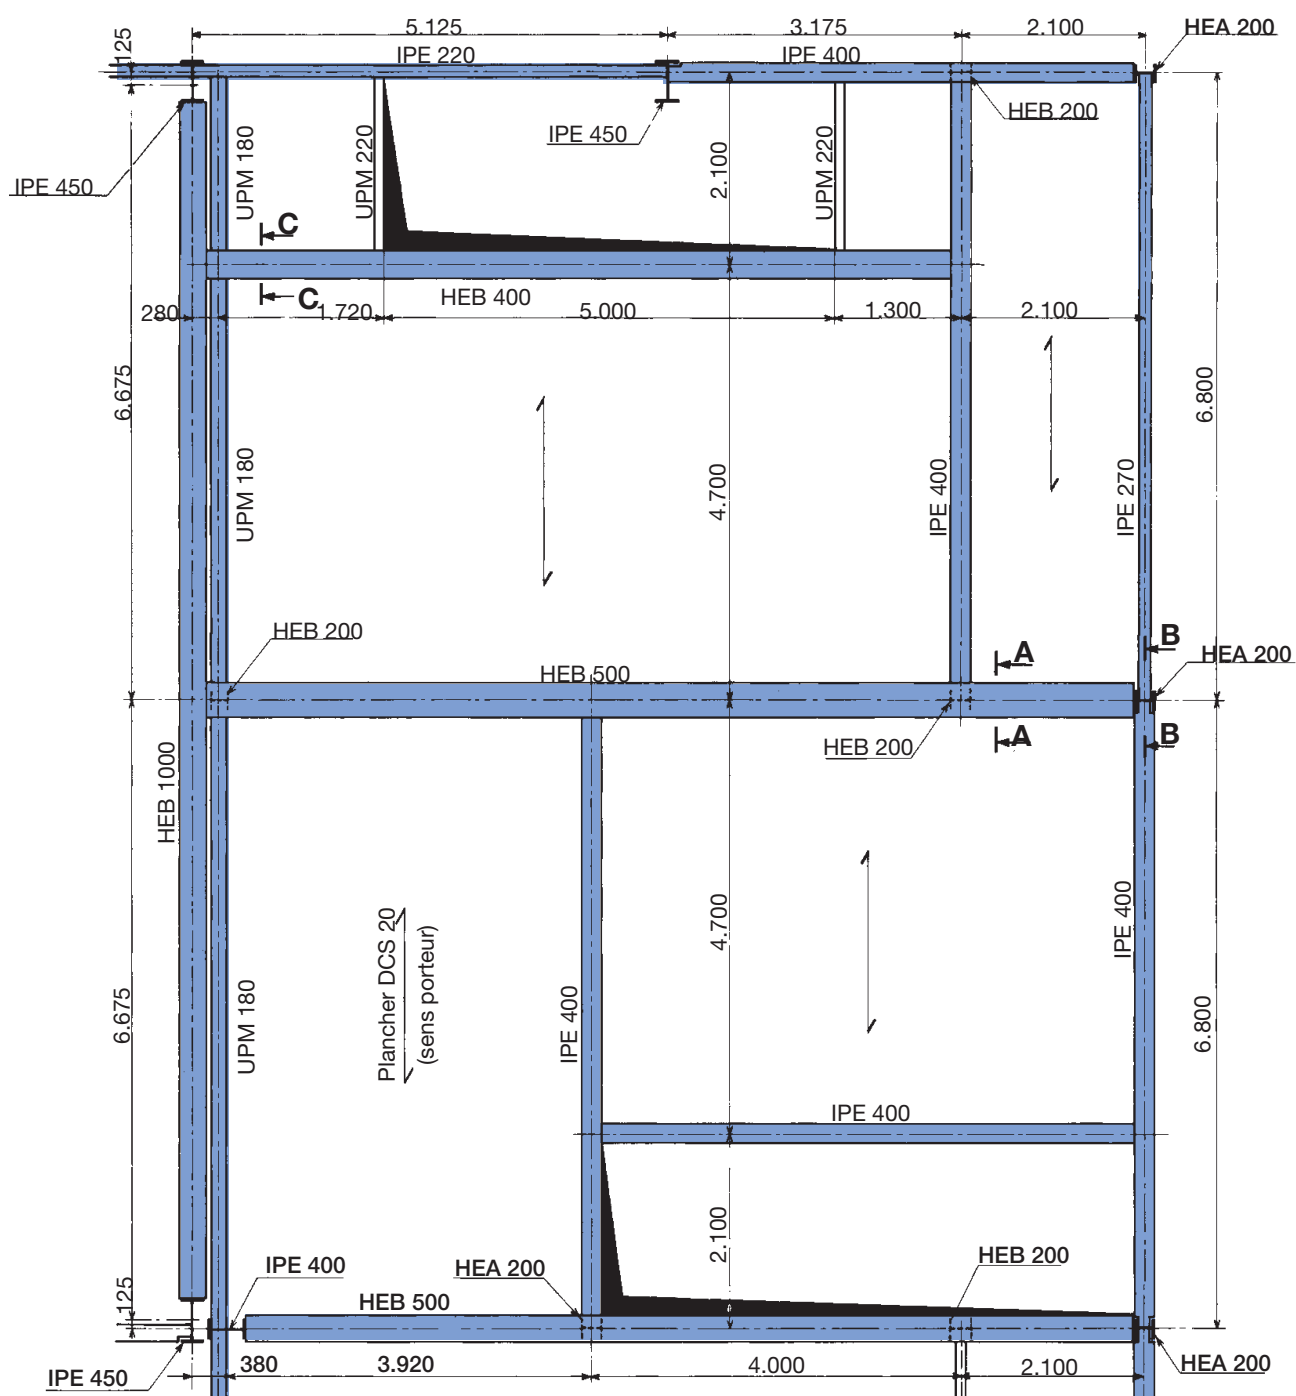 5.125
3.175
2.100
HEA 200
125
IPE 220
IPE 400
HEB 200
IPE 450
IPE 450
UPM 180
UPM 220
2.100
UPM 220
C
C
HEB 400
280
1.720
5.000
1.300
2.100
6.675
6.800
UPM 180
4.700
IPE 400
IPE 270
HEB 200
A
B
HEB 500
HEA 200
HEB 200
A
B
HEB 1000
4.700
IPE 400
Plancher DCS 20
(sens porteur)
6.675
UPM 180
IPE 400
6.800
IPE 400
2.100
125
IPE 400
HEA 200
HEB 200
HEB 500
IPE 450
380
3.920
4.000
2.100
HEA 200